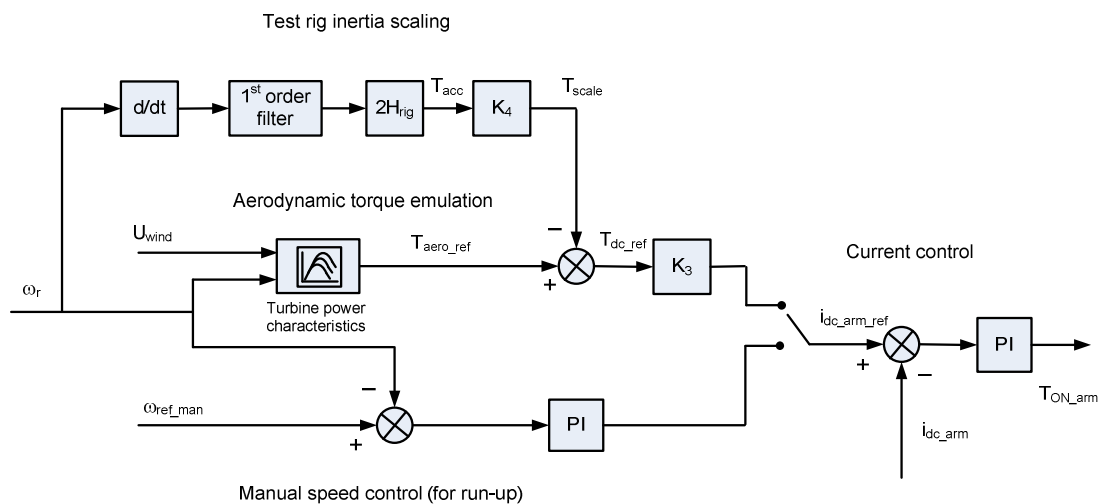 Test rig inertia scaling
d/dt
1st order
filter
2Hrig
Tacc
K4
Tscale
Aerodynamic torque emulation
Uwind
Taero_ref
Tdc_ref
K3
Current control
ωr
Turbine power
characteristics
idc_arm_ref
PI
TON_arm
ωref_man
PI
idc_arm
Manual speed control (for run-up)
−
+
−
+
+
−